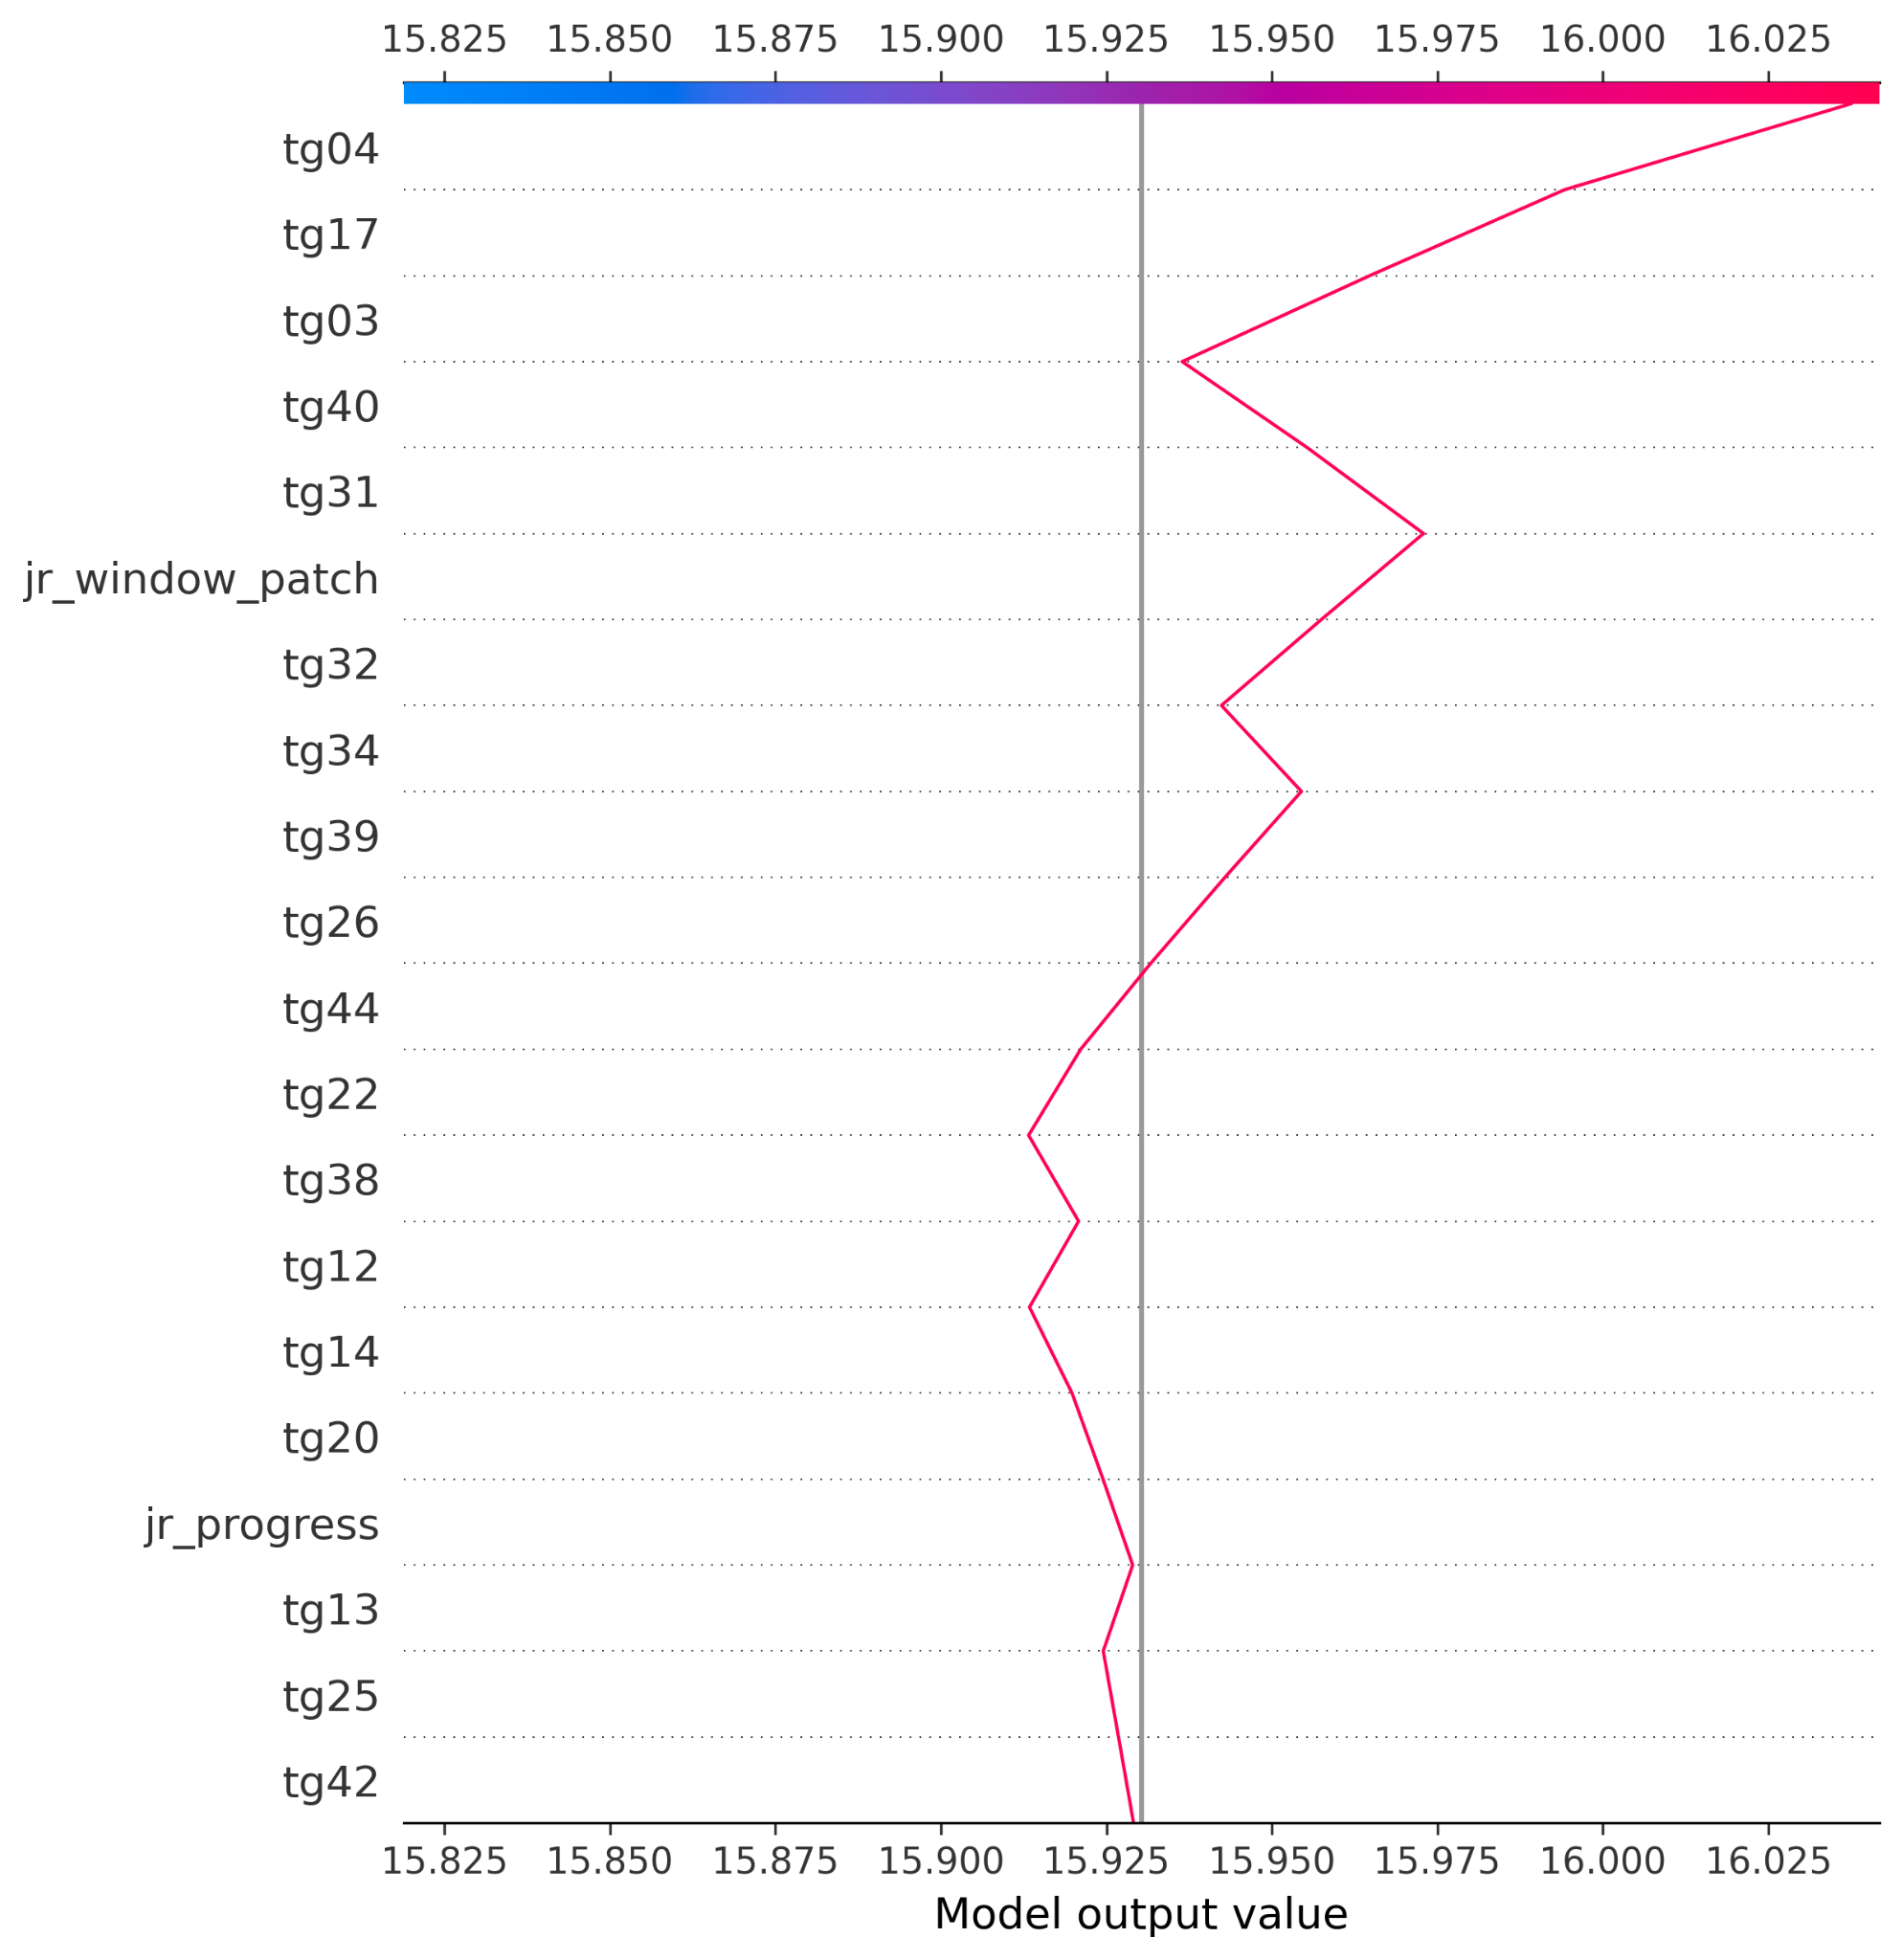 15.825 15.850 15.875 15.900 15.925 15.950 15.975 16.000 16.025
tg04
tg17
tg03
tg40
tg31
jr_window_patch
tg32
tg34
tg39
tg26
tg44
tg22
tg38
tg12
tg14
tg20
jr_progress
tg13
tg25
tg42
15.825 15.850 15.875 15.900 15.925 15.950 15.975 16.000 16.025
Model output value